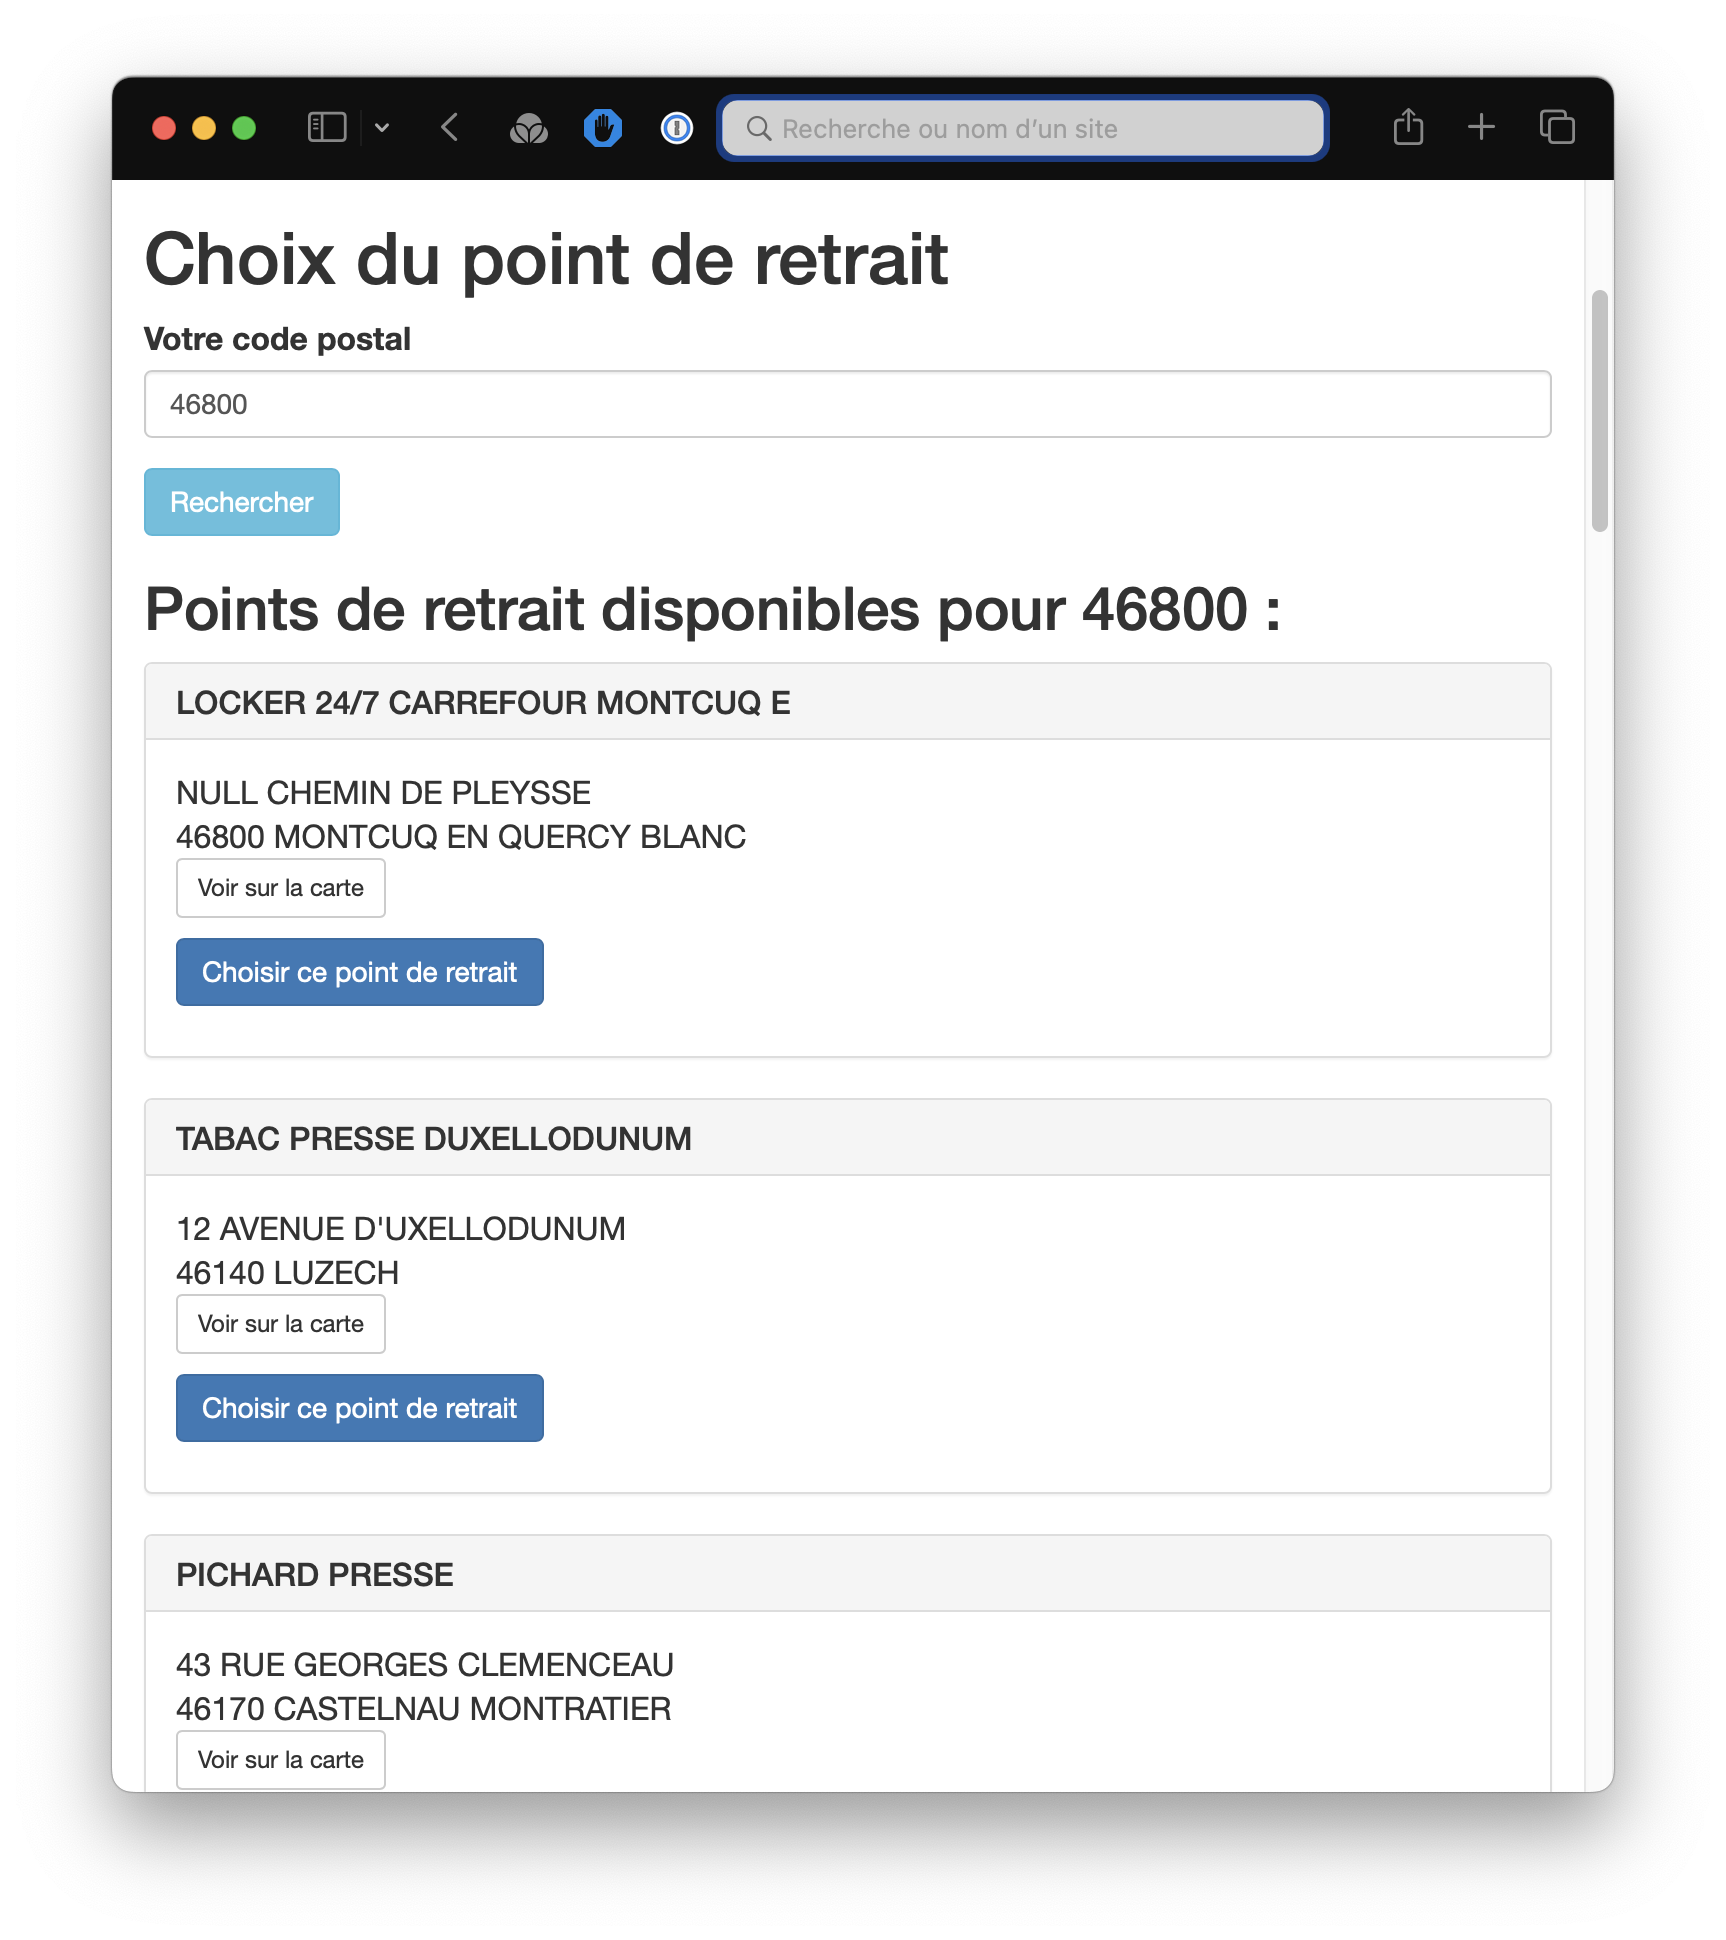 Recherche ou nom d’un site
Choix du point de retrait
Votre code postal
46800
Rechercher
Points de retrait disponibles pour 46800 :
LOCKER 24/7 CARREFOUR MONTCUQ E
NULL CHEMIN DE PLEYSSE
46800 MONTCUQ EN QUERCY BLANC
Voir sur la carte
Choisir ce point de retrait
TABAC PRESSE DUXELLODUNUM
12 AVENUE D'UXELLODUNUM
46140 LUZECH
Voir sur la carte
Choisir ce point de retrait
PICHARD PRESSE
43 RUE GEORGES CLEMENCEAU
46170 CASTELNAU MONTRATIER
Voir sur la carte